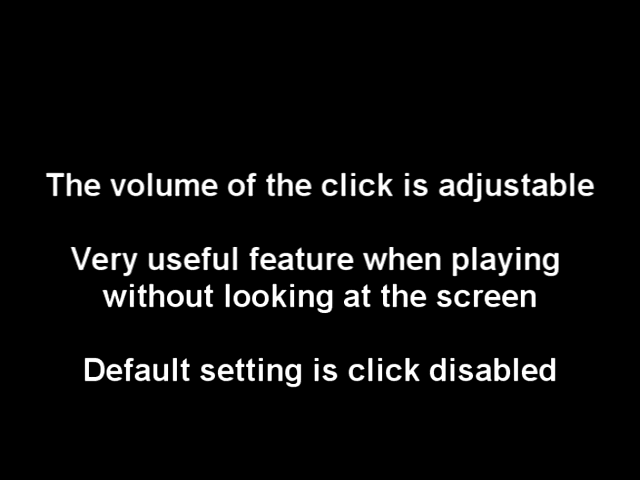 The volume of the click is adjustable
Very useful feature when playing
without looking at the screen
Default setting is click disabled